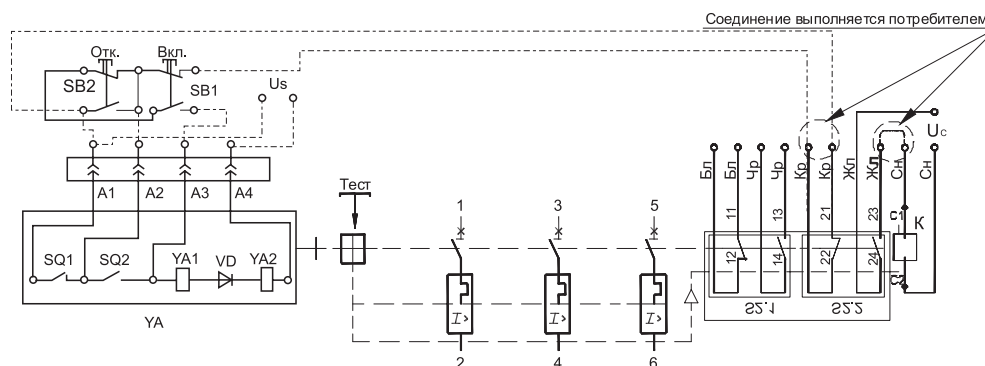 Соединение выполняется потребителем
Отк. Вкл.
SB2 SB1 Us
Uc
Бл Бл Чр Чр Кр Кр Жл Жл Сн Сн
A1 A2 A3 A4
Тест
1 3 5
11 13 21 23 C1 К
SQ1 SQ2 YA1 VD YA2
12 14 22 24 C2
I> I> I>
S2.1 S2.2
YA
2 4 6